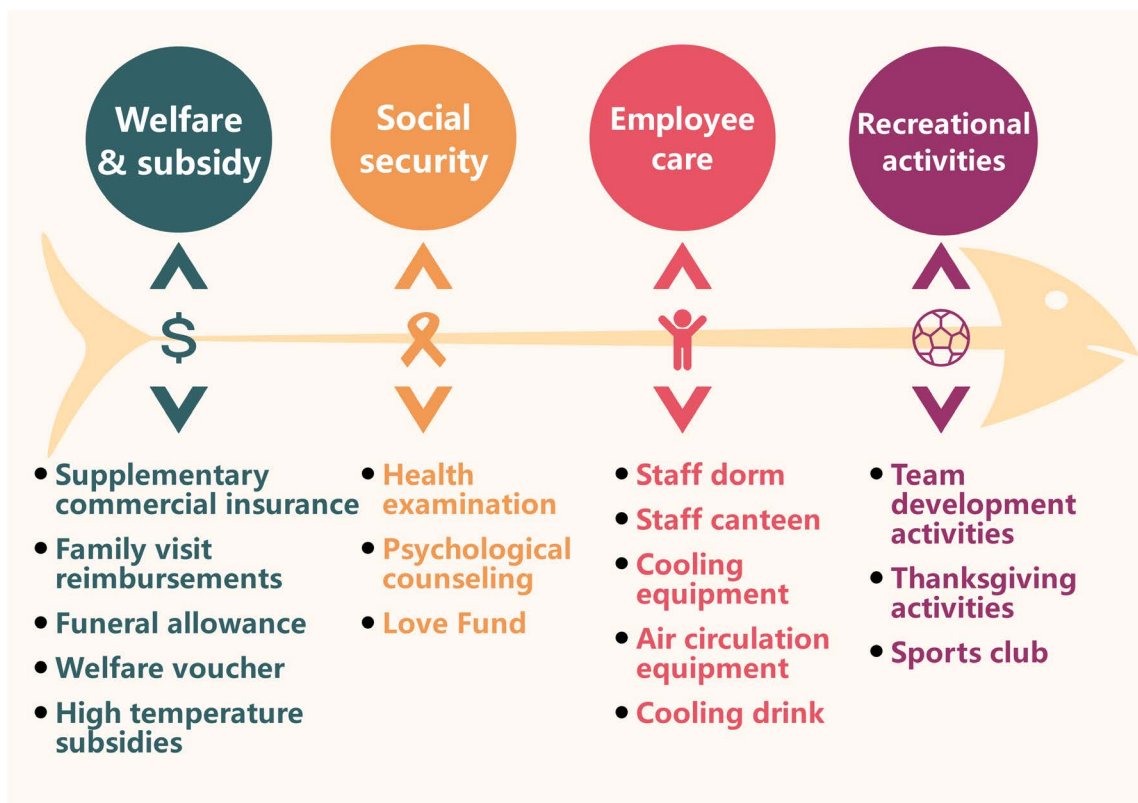 Welfare
& subsidy
Social
security
Employee
care
Recreational
activities
$
• Supplementary
commercial insurance
• Family visit
reimbursements
• Funeral allowance
• Welfare voucher
• High temperature
subsidies
• Health
examination
• Psychological
counseling
• Love Fund
• Staff dorm
• Staff canteen
• Cooling
equipment
• Air circulation
equipment
• Cooling drink
• Team
development
activities
• Thanksgiving
activities
• Sports club